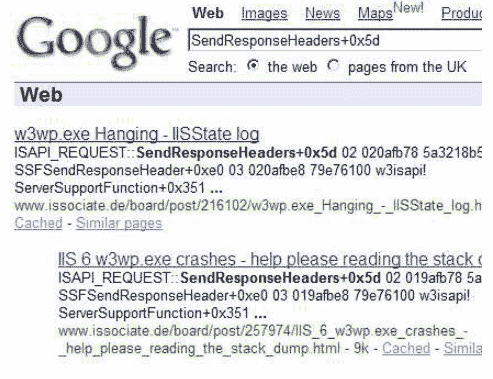 Google
Web Images News Maps New! Produ
SendResponseHeaders+0x5d
Search: the web pages from the UK
Web
w3wp.exe Hanging - IISState log
ISAPI_REQUEST::SendResponseHeaders+0x5d 02 020afb78 5a3218b5
SSFSendResponseHeader+0xe0 03 020afbe8 79e76100 w3isapi!
ServerSupportFunction+0x351 ...
www.issociate.de/board/post/216102/w3wp.exe_Hanging_-_IISState_log.h
Cached - Similar pages
IIS 6 w3wp.exe crashes - help please reading the stack
ISAPI_REQUEST::SendResponseHeaders+0x5d 02 019afb78 5a
SSFSendResponseHeader+0xe0 03 019afbe8 79e76100 w3isapi!
ServerSupportFunction+0x351 ...
www.issociate.de/board/post/257974/IIS_6_w3wp.exe_crashes_-
_help_please_reading_the_stack_dump.html - 9k - Cached - Simila